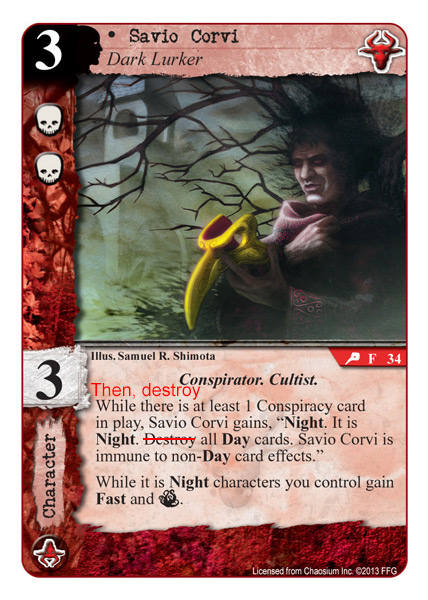 3
• Savio Corvi
Dark Lurker
Illus. Samuel R. Shimota
F 34
3
Conspirator. Cultist.
Then, destroy
While there is at least 1 Conspiracy card
in play, Savio Corvi gains, “Night. It is
Night. Destroy all Day cards. Savio Corvi is
immune to non-Day card effects.”
While it is Night characters you control gain
Fast and .
Character
Licensed from Chaosium Inc. ©2013 FFG